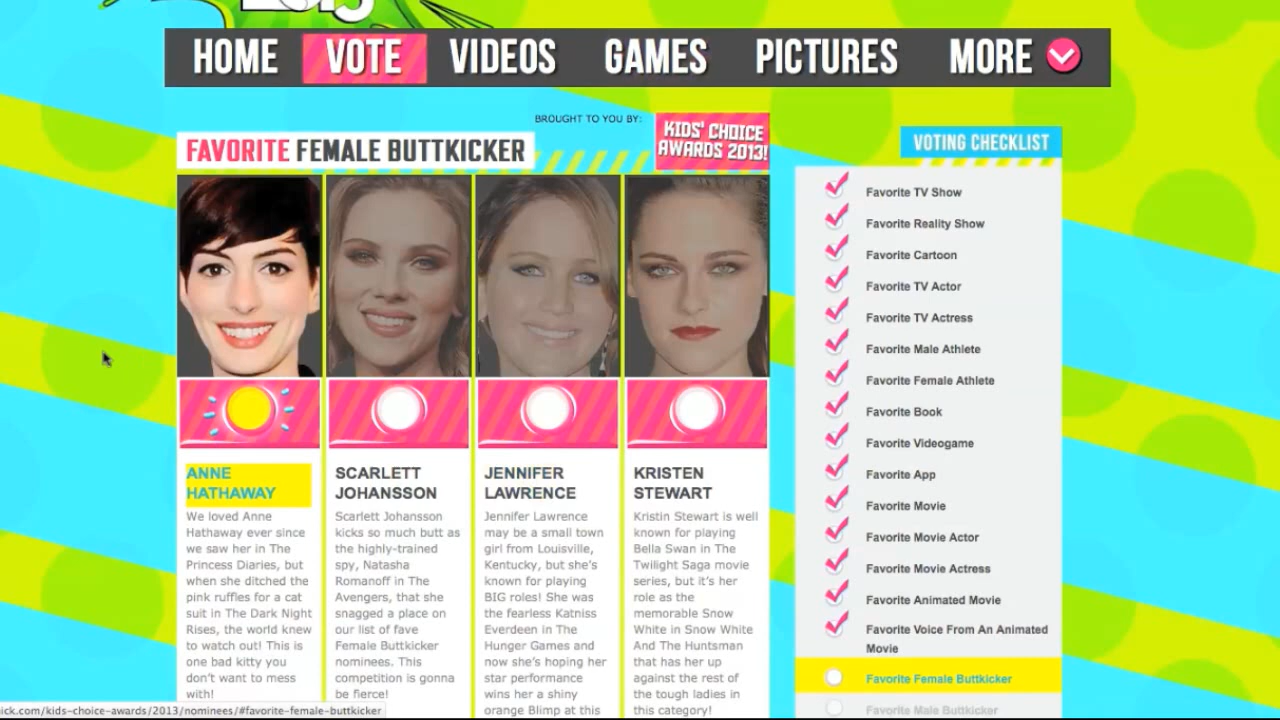 2013
HOME VOTE VIDEOS GAMES PICTURES MORE
BROUGHT TO YOU BY:
KIDS' CHOICE
AWARDS 2013!
FAVORITE FEMALE BUTTKICKER
ANNE
HATHAWAY
We loved Anne
Hathaway ever since
we saw her in The
Princess Diaries, but
when she ditched the
pink ruffles for a cat
suit in The Dark Night
Rises, the world knew
to watch out! This is
one bad kitty you
don't want to mess
with!
SCARLETT
JOHANSSON
Scarlett Johansson
kicks so much butt as
the highly-trained
spy, Natasha
Romanoff in The
Avengers, that she
snagged a place on
our list of fave
Female Buttkicker
nominees. This
competition is gonna
be fierce!
JENNIFER
LAWRENCE
Jennifer Lawrence
may be a small town
girl from Louisville,
Kentucky, but she's
known for playing
BIG roles! She was
the fearless Katniss
Everdeen in The
Hunger Games and
now she's hoping her
star performance
wins her a shiny
orange Blimp at this
KRISTEN
STEWART
Kristin Stewart is well
known for playing
Bella Swan in The
Twilight Saga movie
series, but it's her
role as the
memorable Snow
White in Snow White
And The Huntsman
that has her up
against the rest of
the tough ladies in
this category!
VOTING CHECKLIST
Favorite TV Show
Favorite Reality Show
Favorite Cartoon
Favorite TV Actor
Favorite TV Actress
Favorite Male Athlete
Favorite Female Athlete
Favorite Book
Favorite Videogame
Favorite App
Favorite Movie
Favorite Movie Actor
Favorite Movie Actress
Favorite Animated Movie
Favorite Voice From An Animated
Movie
Favorite Female Buttkicker
Favorite Male Buttkicker
ick.com/kids-choice-awards/2013/nominees/#favorite-female-buttkicker